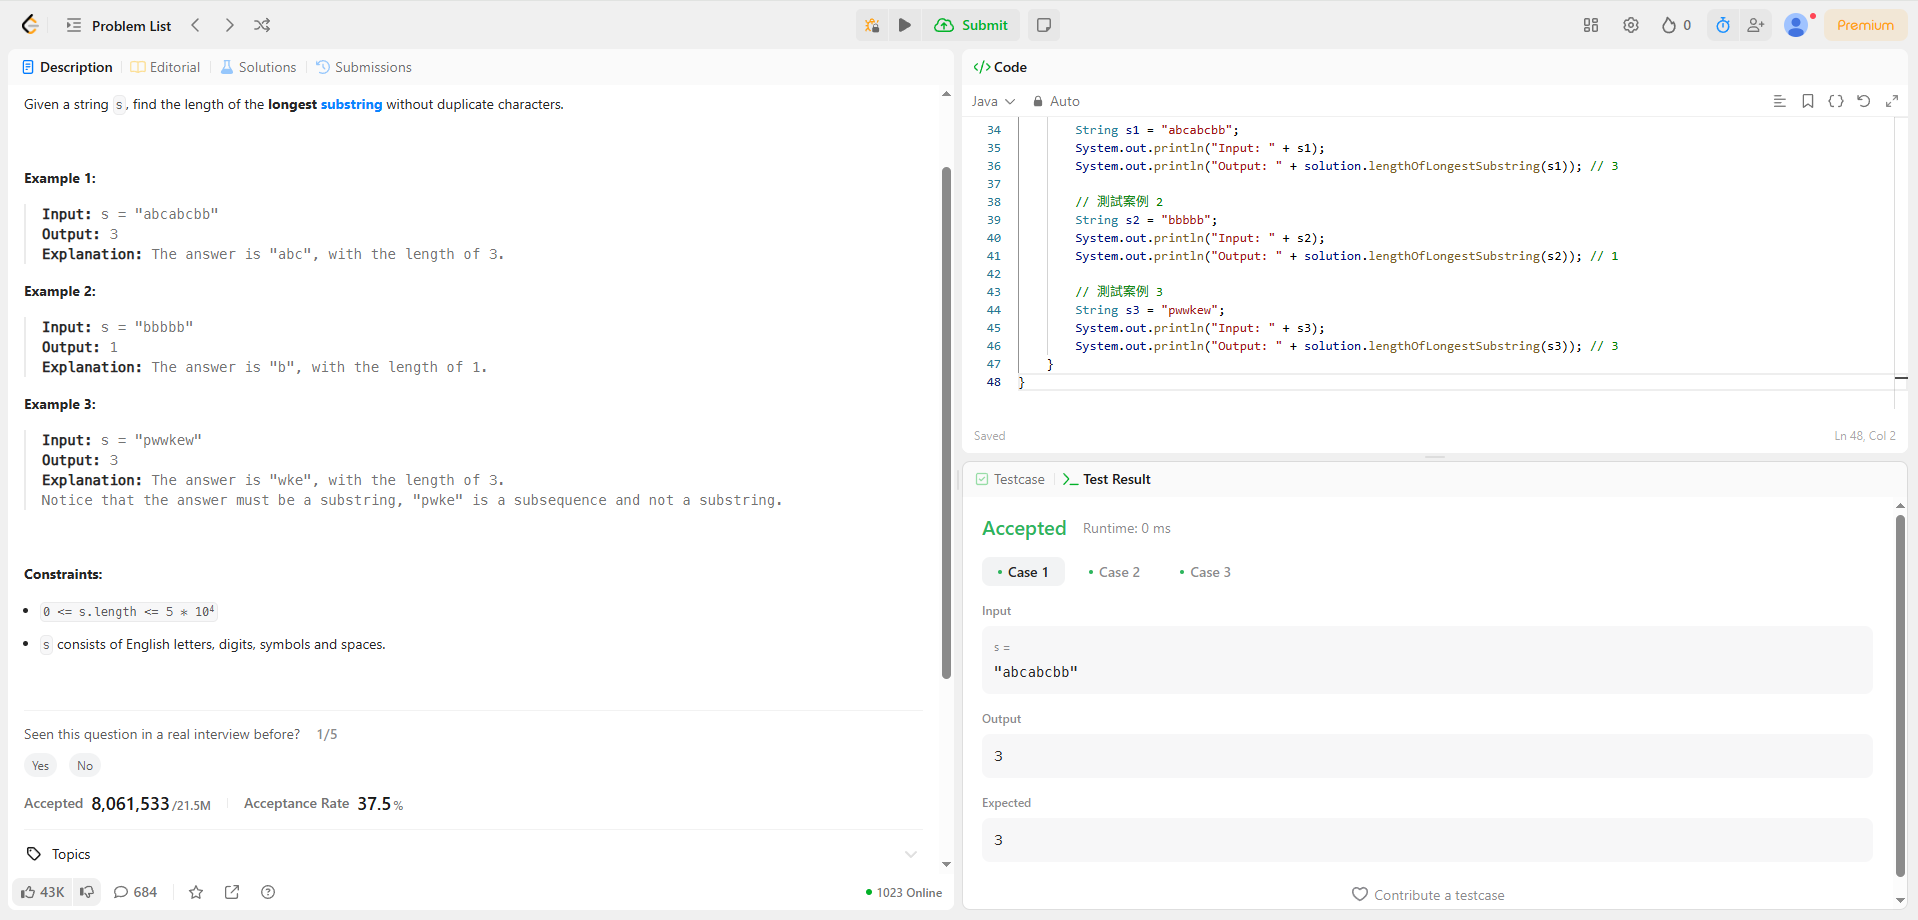 Problem List
Submit
0
Premium
Description
Editorial
Solutions
Submissions
Given a string s, find the length of the longest substring without duplicate characters.
Example 1:
Input: s = "abcabcbb"
Output: 3
Explanation: The answer is "abc", with the length of 3.
Example 2:
Input: s = "bbbbb"
Output: 1
Explanation: The answer is "b", with the length of 1.
Example 3:
Input: s = "pwwkew"
Output: 3
Explanation: The answer is "wke", with the length of 3.
Notice that the answer must be a substring, "pwke" is a subsequence and not a substring.
Constraints:
0 <= s.length <= 5 * 10⁴
s consists of English letters, digits, symbols and spaces.
Seen this question in a real interview before? 1/5
Yes
No
Accepted 8,061,533/21.5M
Acceptance Rate 37.5%
Topics
43K
684
1023 Online
Code
Java
Auto
34 String s1 = "abcabcbb";
35 System.out.println("Input: " + s1);
36 System.out.println("Output: " + solution.lengthOfLongestSubstring(s1)); // 3
37
38 // 測試案例 2
39 String s2 = "bbbbb";
40 System.out.println("Input: " + s2);
41 System.out.println("Output: " + solution.lengthOfLongestSubstring(s2)); // 1
42
43 // 測試案例 3
44 String s3 = "pwwkew";
45 System.out.println("Input: " + s3);
46 System.out.println("Output: " + solution.lengthOfLongestSubstring(s3)); // 3
47 }
48 }
Saved
Ln 48, Col 2
Testcase
Test Result
Accepted
Runtime: 0 ms
Case 1
Case 2
Case 3
Input
s =
"abcabcbb"
Output
3
Expected
3
Contribute a testcase